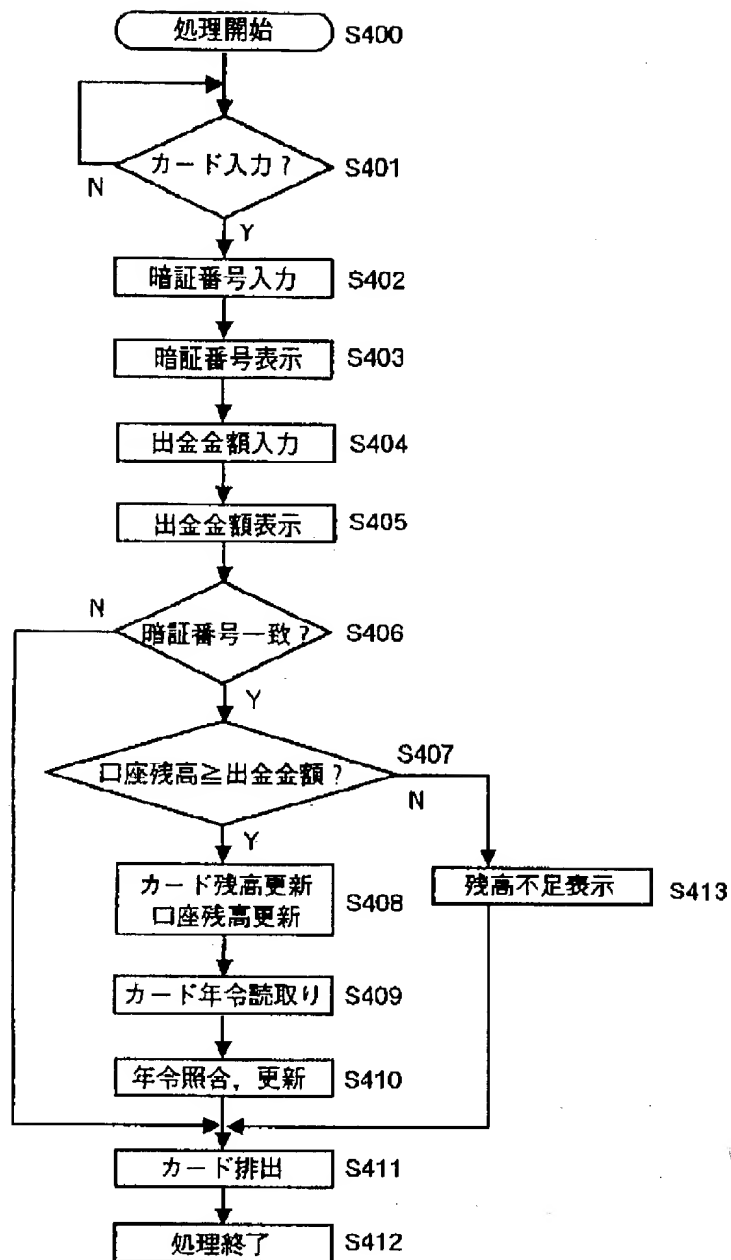 処理開始 S400
カード入力? S401
N
Y
暗証番号入力 S402
暗証番号表示 S403
出金金額入力 S404
出金金額表示 S405
N
暗証番号一致? S406
Y
S407
口座残高≧出金金額?
N
Y
カード残高更新
口座残高更新 S408
残高不足表示 S413
カード年令読取り S409
年令照合,更新 S410
カード排出 S411
処理終了 S412